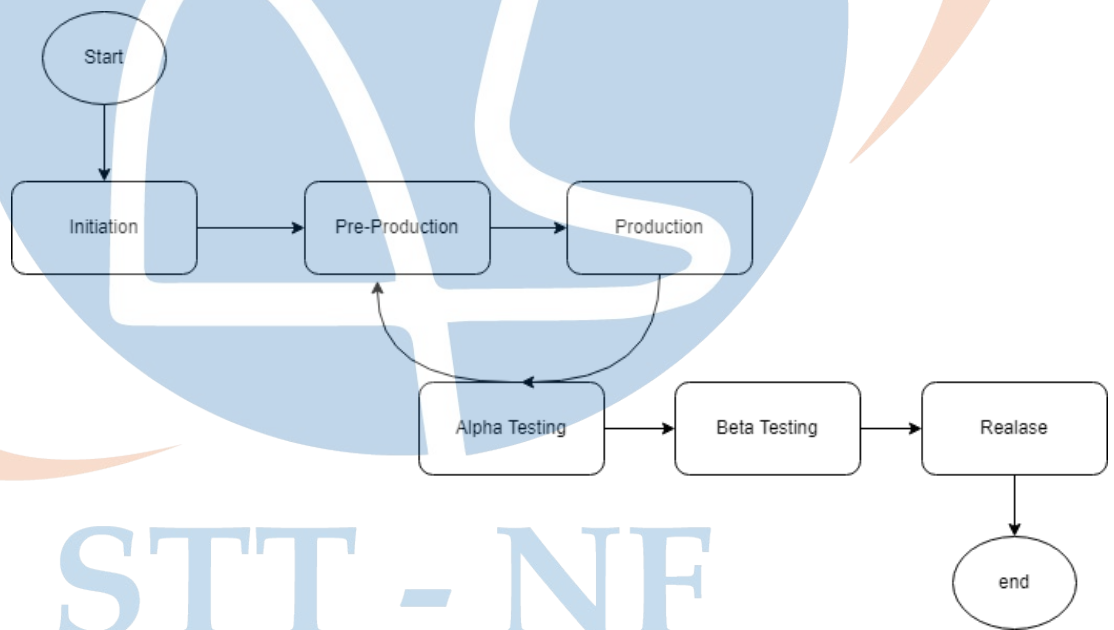 Start
Initiation
Pre-Production
Production
Alpha Testing
Beta Testing
Realase
end
STT - NF